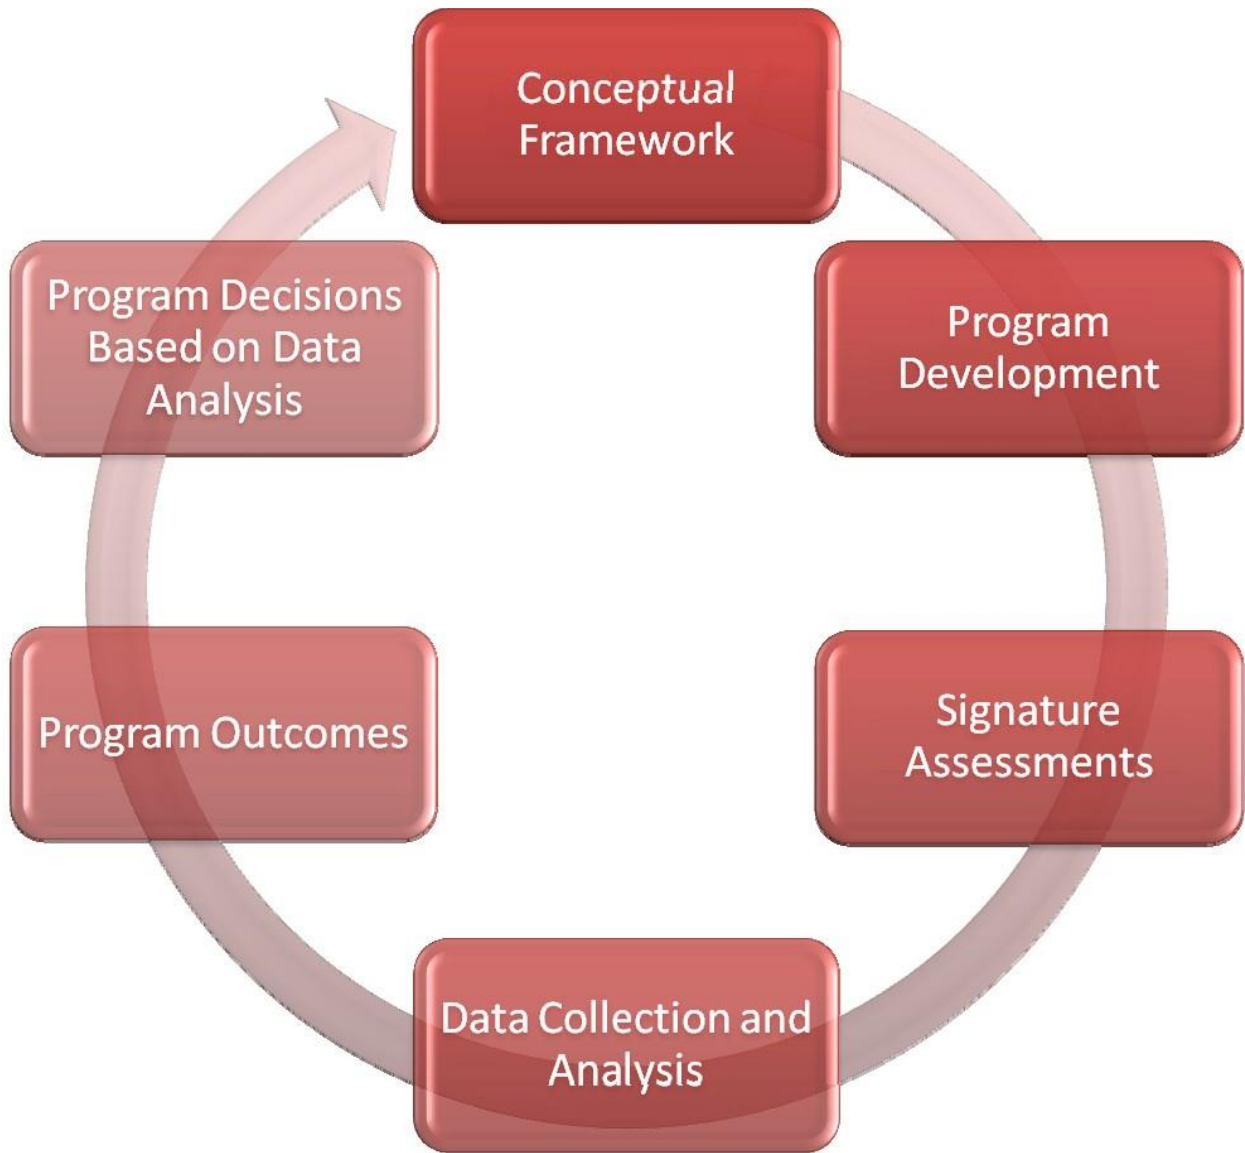 Conceptual
Framework
Program
Development
Signature
Assessments
Data Collection and
Analysis
Program Outcomes
Program Decisions
Based on Data
Analysis